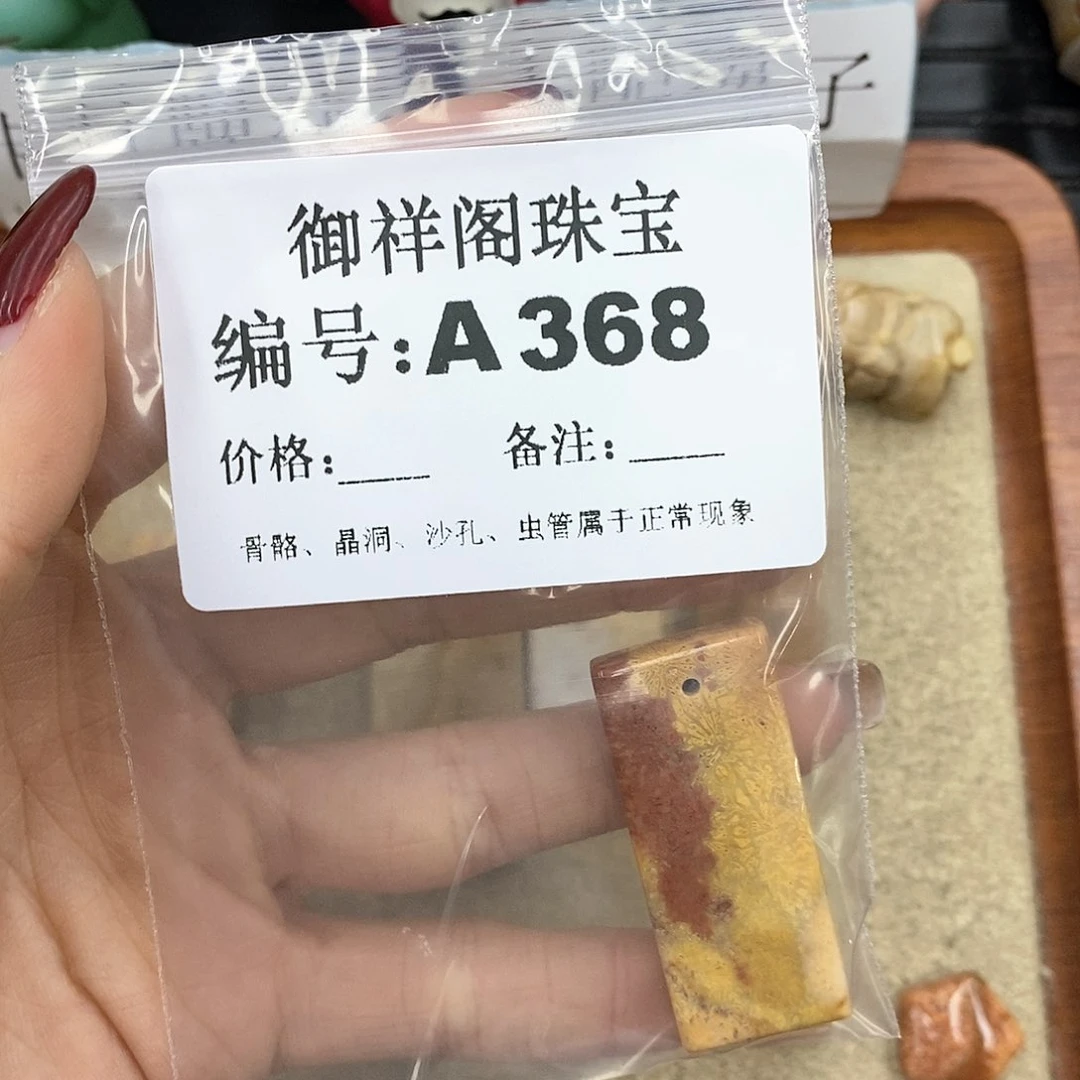 子
御祥阁珠宝
编号:A368
价格:____ 备注:____
骨骼、晶洞、沙孔、虫管属于正常现象